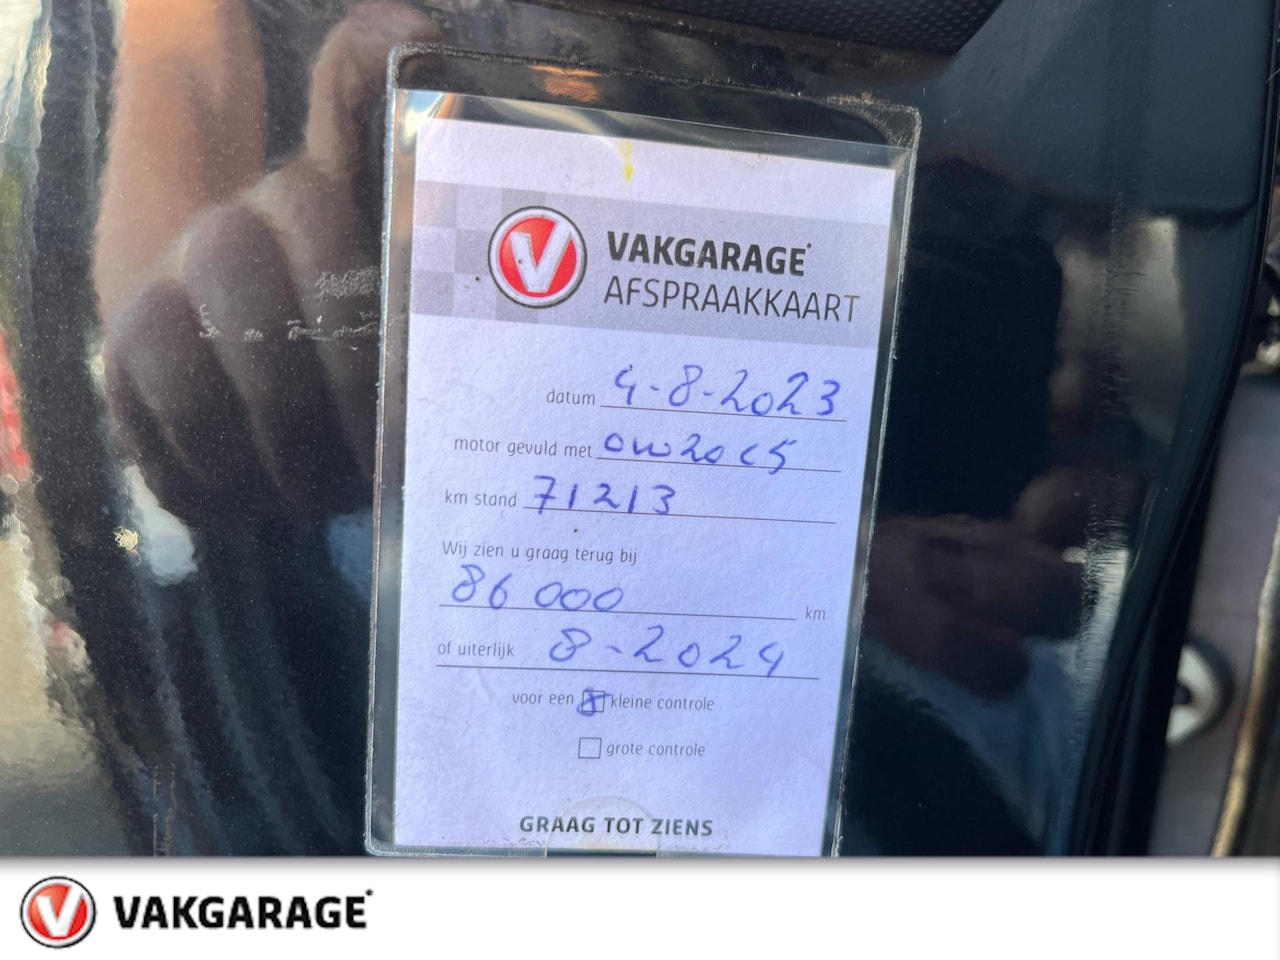 VAKGARAGE
AFSPRAAKKAART
datum 4-8-2023
motor gevuld met 0w20C5
km stand 71213
Wij zien u graag terug bij
86 000 km
of uiterlijk 8-2024
voor een kleine controle
grote controle
GRAAG TOT ZIENS
VAKGARAGE